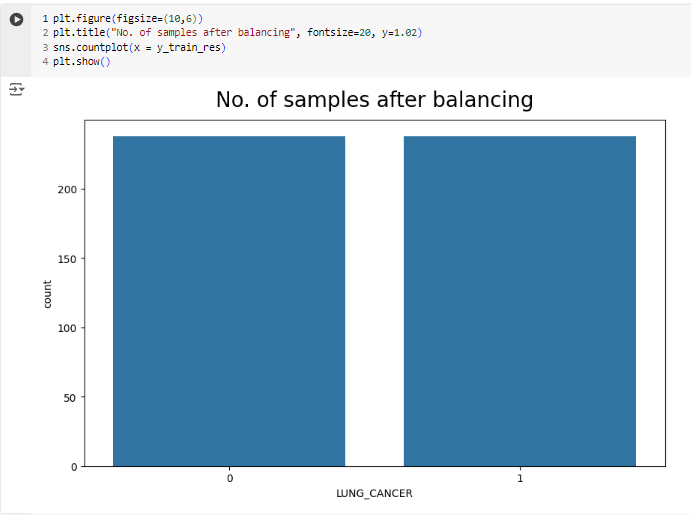 1 plt.figure(figsize=(10,6))
2 plt.title("No. of samples after balancing", fontsize=20, y=1.02)
3 sns.countplot(x = y_train_res)
4 plt.show()
No. of samples after balancing
200
150
100
50
0
count
0 1
LUNG_CANCER